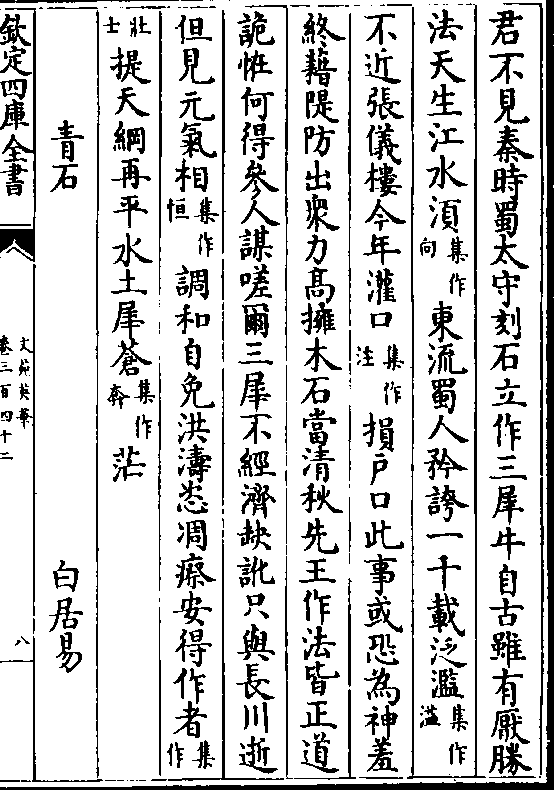 君不見秦時蜀太守刻石立作三犀牛自古雖有厭勝
法天生江水湏集作向東流蜀人矜誇一千載泛濫集作溢
不近張儀樓今年灌口集作注損戶口此事或恐為神羞
終藉隄防出衆力髙擁木石當清秋先王作法皆正道
詭恠何得參人謀嗟爾三犀不經濟缺訛只與長川逝
但見元氣相集作恒調和自免洪濤恣凋瘵安得作者集作
壯士提天綱再平水土犀蒼集作奔茫
青石 白居易
欽定四庫全書
文苑英華
卷三百四十二
八